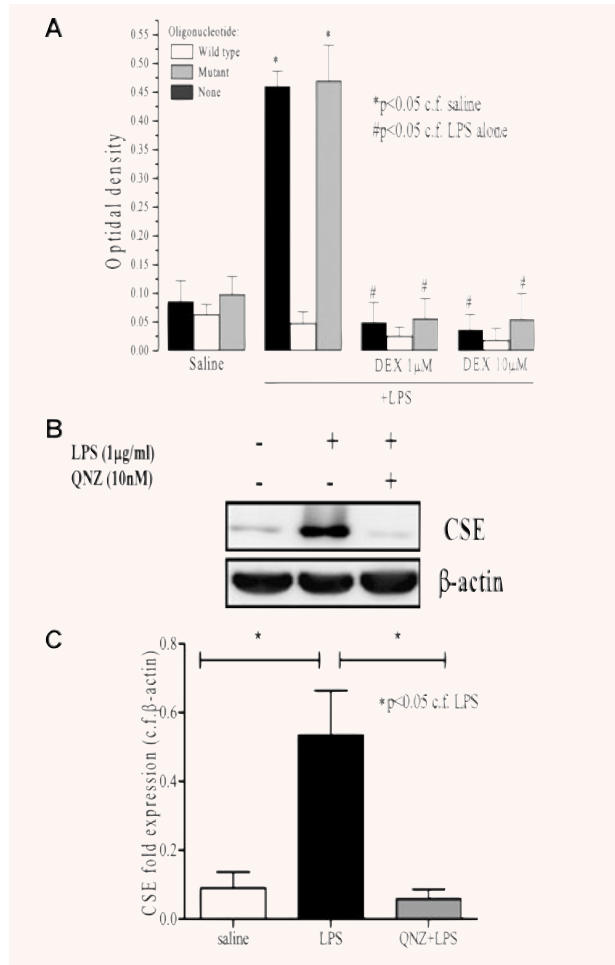 A
Oligonucleotide:
Wild type
Mutant
None
0.55
0.50
0.45
0.40
0.35
0.30
0.25
0.20
0.15
0.10
0.05
0.00
Optidal density
* *
*p<0.05 c.f. saline
#p<0.05 c.f. LPS alone
# # # #
Saline DEX 1μM DEX 10μM
+LPS
B
LPS (1μg/ml) - + +
QNZ (10nM) - - +
CSE
β-actin
C
CSE fold expression (c.f.β-actin)
0.8
0.6
0.4
0.2
0.0
* *
*p<0.05 c.f. LPS
saline LPS QNZ+LPS